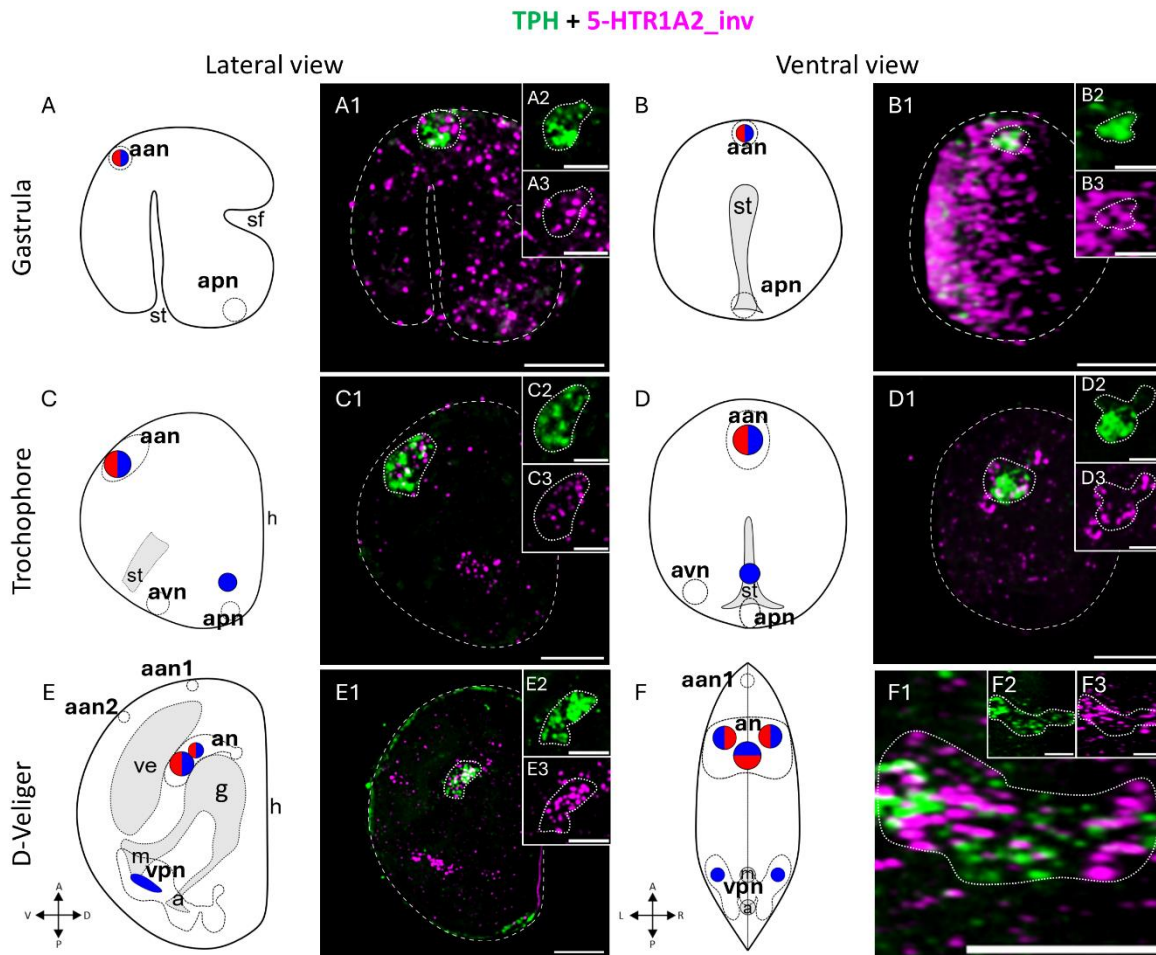 TPH + 5-HTR1A2_inv
Lateral view
Ventral view
Gastrula
A
aan
sf
apn
st
A1
A2
A3
B
aan
st
apn
B1
B2
B3
Trochophore
C
aan
h
st
avn
apn
C1
C2
C3
D
aan
avn
st
apn
D1
D2
D3
D-Veliger
E
aan1
aan2
an
ve
g
h
m
vpn
a
A
V
D
P
E1
E2
E3
F
aan1
an
m
vpn
a
A
L
R
P
F1
F2
F3